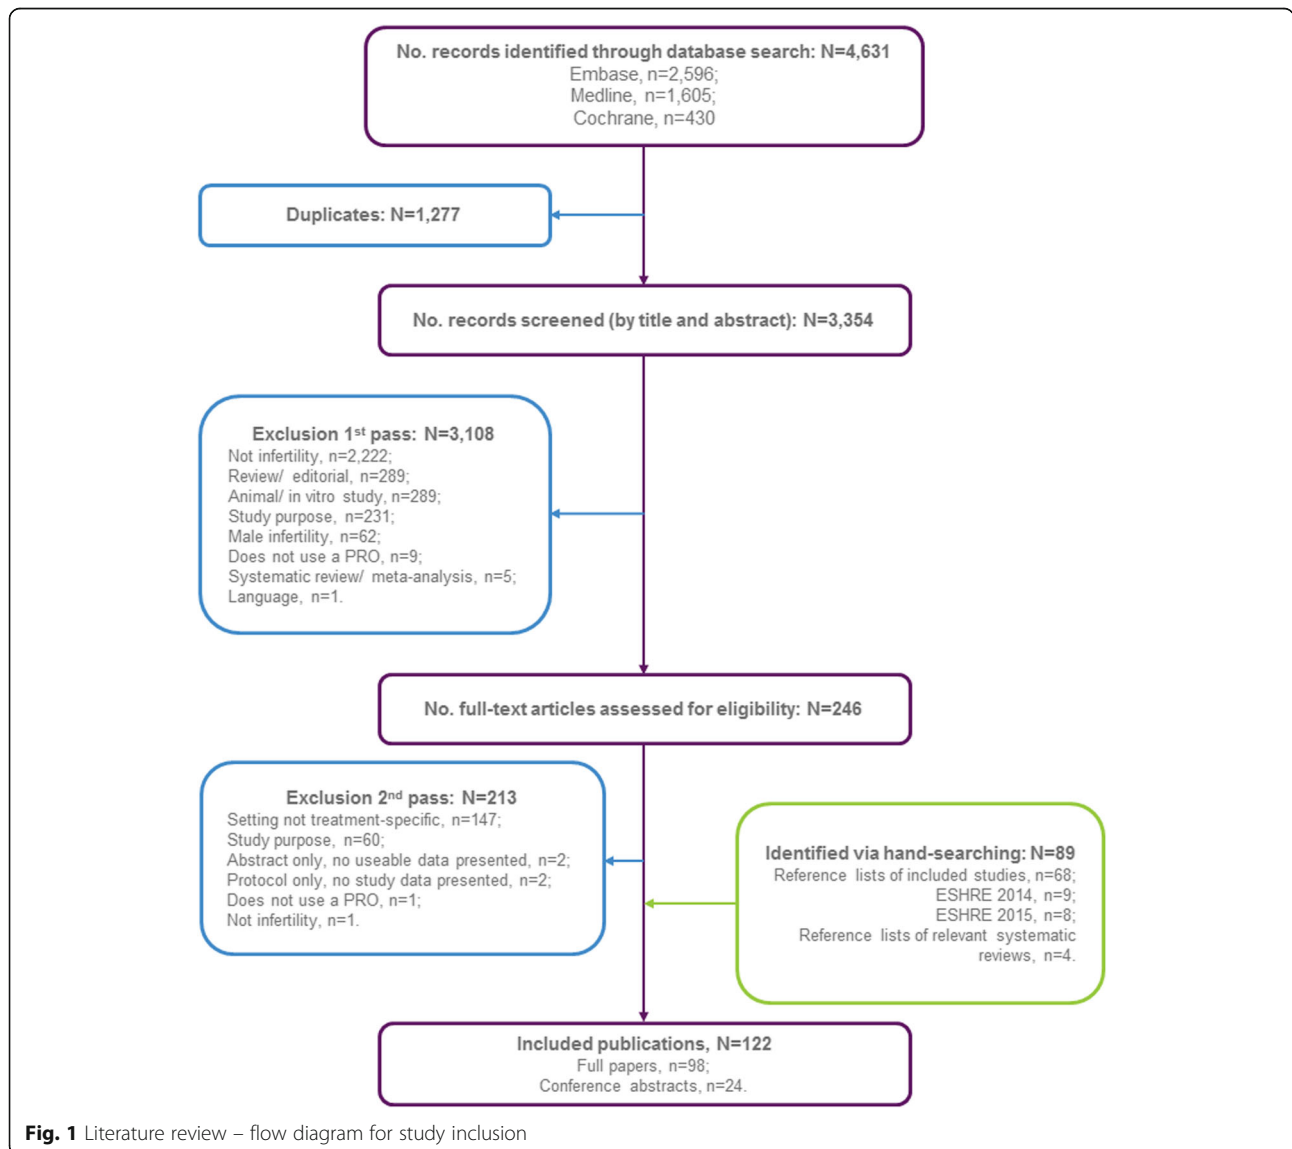 No. records identified through database search: N=4,631
Embase, n=2,596;
Medline, n=1,605;
Cochrane, n=430
Duplicates: N=1,277
No. records screened (by title and abstract): N=3,354
Exclusion 1st pass: N=3,108
Not infertility, n=2,222;
Review/ editorial, n=289;
Animal/ in vitro study, n=289;
Study purpose, n=231;
Male infertility, n=62;
Does not use a PRO, n=9;
Systematic review/ meta-analysis, n=5;
Language, n=1.
No. full-text articles assessed for eligibility: N=246
Exclusion 2nd pass: N=213
Setting not treatment-specific, n=147;
Study purpose, n=60;
Abstract only, no useable data presented, n=2;
Protocol only, no study data presented, n=2;
Does not use a PRO, n=1;
Not infertility, n=1.
Identified via hand-searching: N=89
Reference lists of included studies, n=68;
ESHRE 2014, n=9;
ESHRE 2015, n=8;
Reference lists of relevant systematic
reviews, n=4.
Included publications, N=122
Full papers, n=98;
Conference abstracts, n=24.
Fig. 1 Literature review – flow diagram for study inclusion